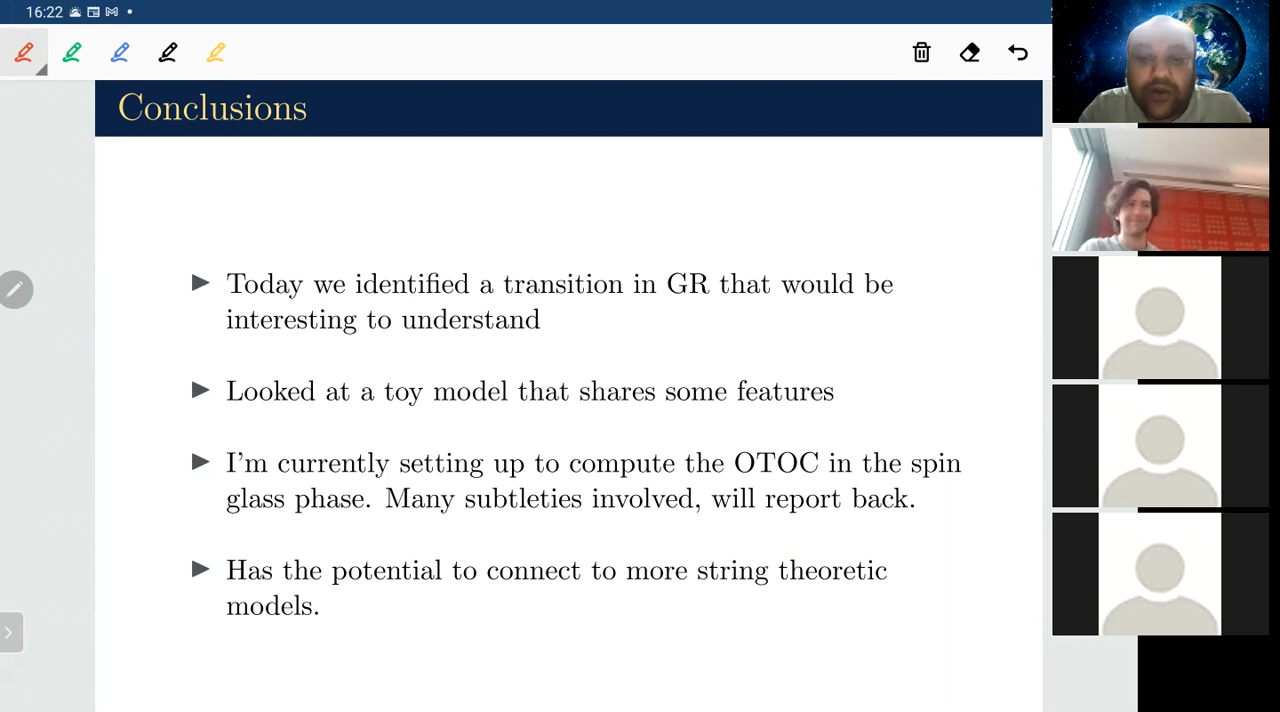 16:22
Conclusions
Today we identified a transition in GR that would be
interesting to understand
Looked at a toy model that shares some features
I'm currently setting up to compute the OTOC in the spin
glass phase. Many subtleties involved, will report back.
Has the potential to connect to more string theoretic
models.